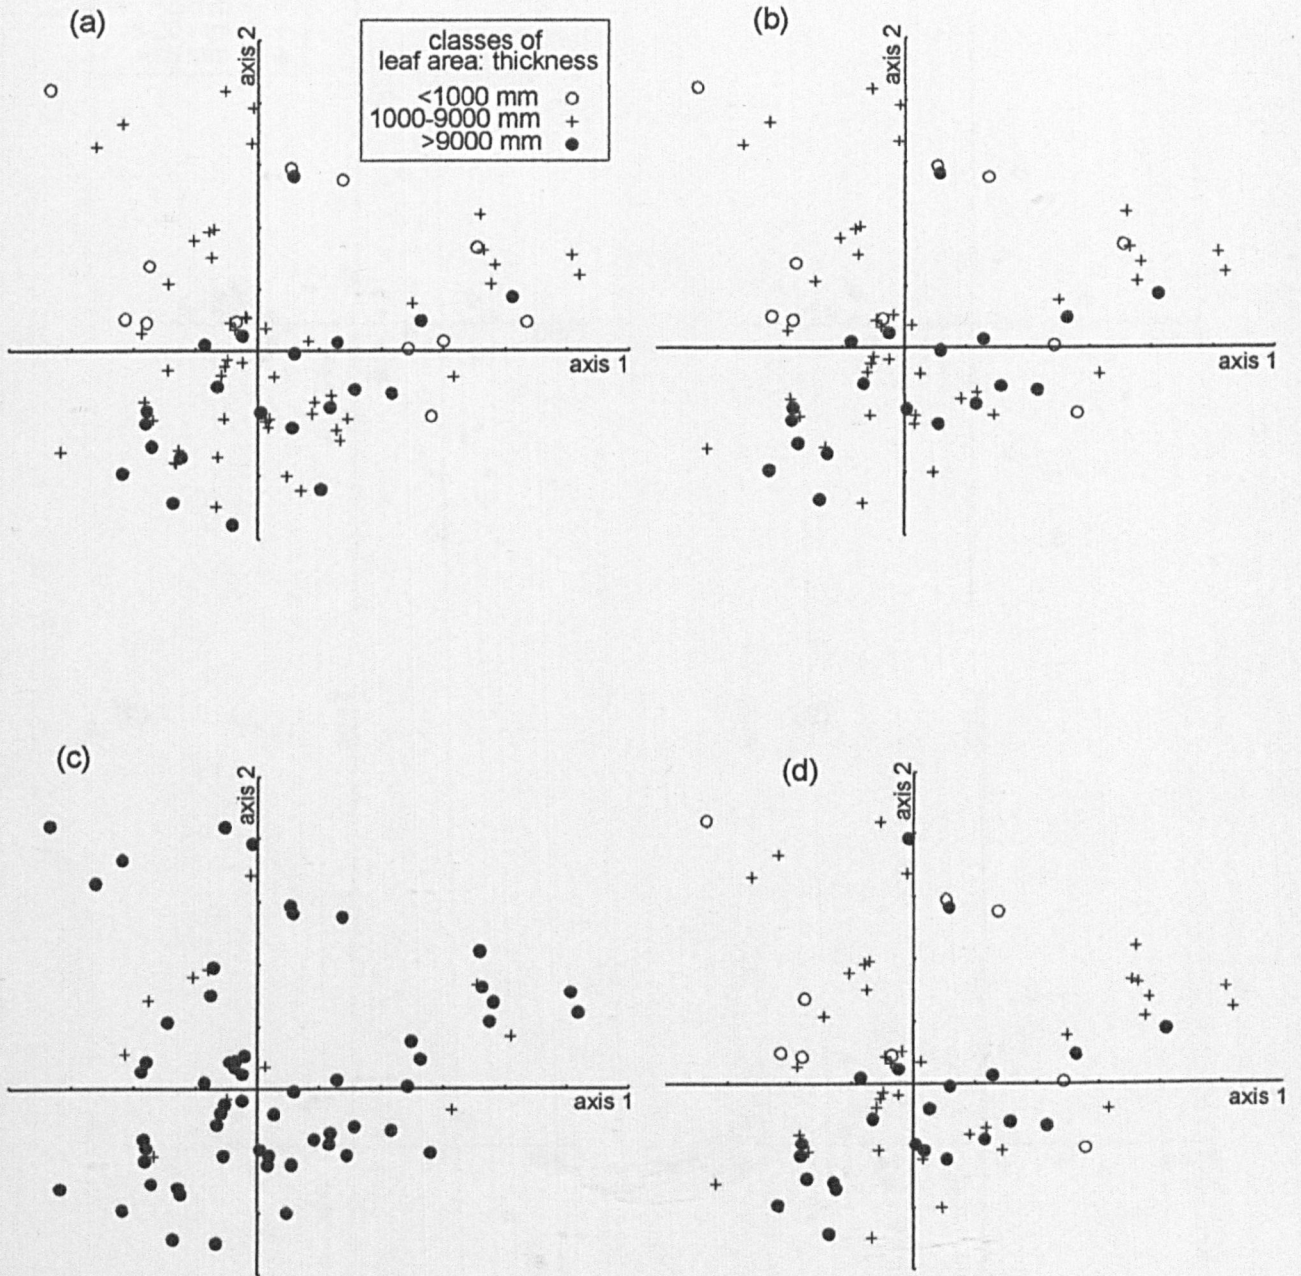 (a)
axis 2
classes of
leaf area: thickness
<1000 mm ○
1000-9000 mm +
>9000 mm ●
axis 1
(b)
axis 2
axis 1
(c)
axis 2
axis 1
(d)
axis 2
axis 1